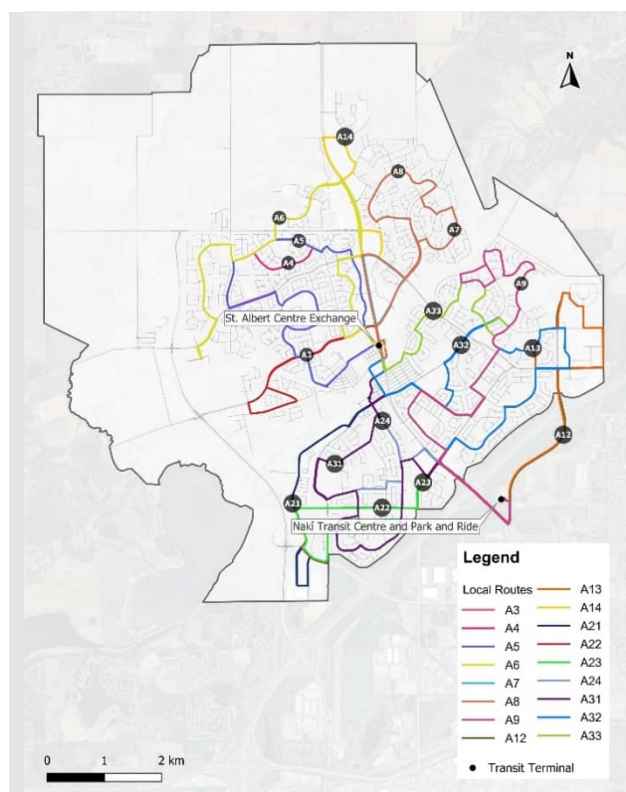 N
A14
A8
A6
A7
A5
A4
A9
St. Albert Centre Exchange
A33
A32
A13
A3
A24
A12
A31
A23
A21
A22
Nakî Transit Centre and Park and Ride
Legend
Local Routes
A3
A4
A5
A6
A7
A8
A9
A12
A13
A14
A21
A22
A23
A24
A31
A32
A33
Transit Terminal
0 1 2 km